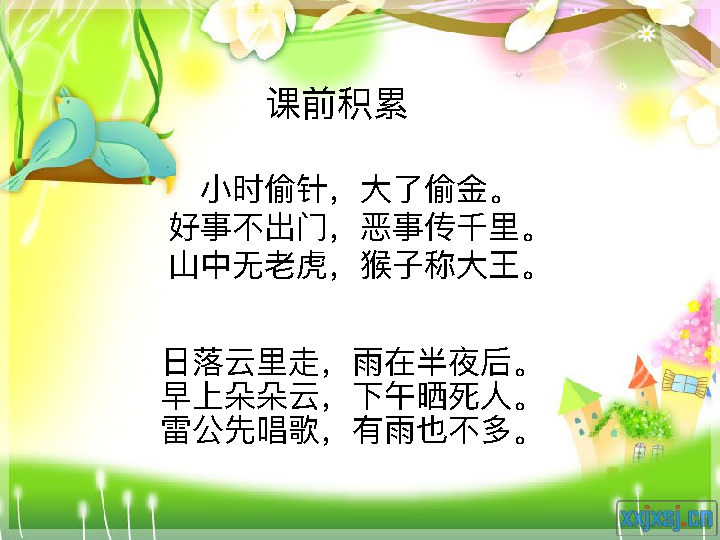 课前积累
小时偷针，大了偷金。
好事不出门，恶事传千里。
山中无老虎，猴子称大王。
日落云里走，雨在半夜后。
早上朵朵云，下午晒死人。
雷公先唱歌，有雨也不多。
xxjxsj.cn